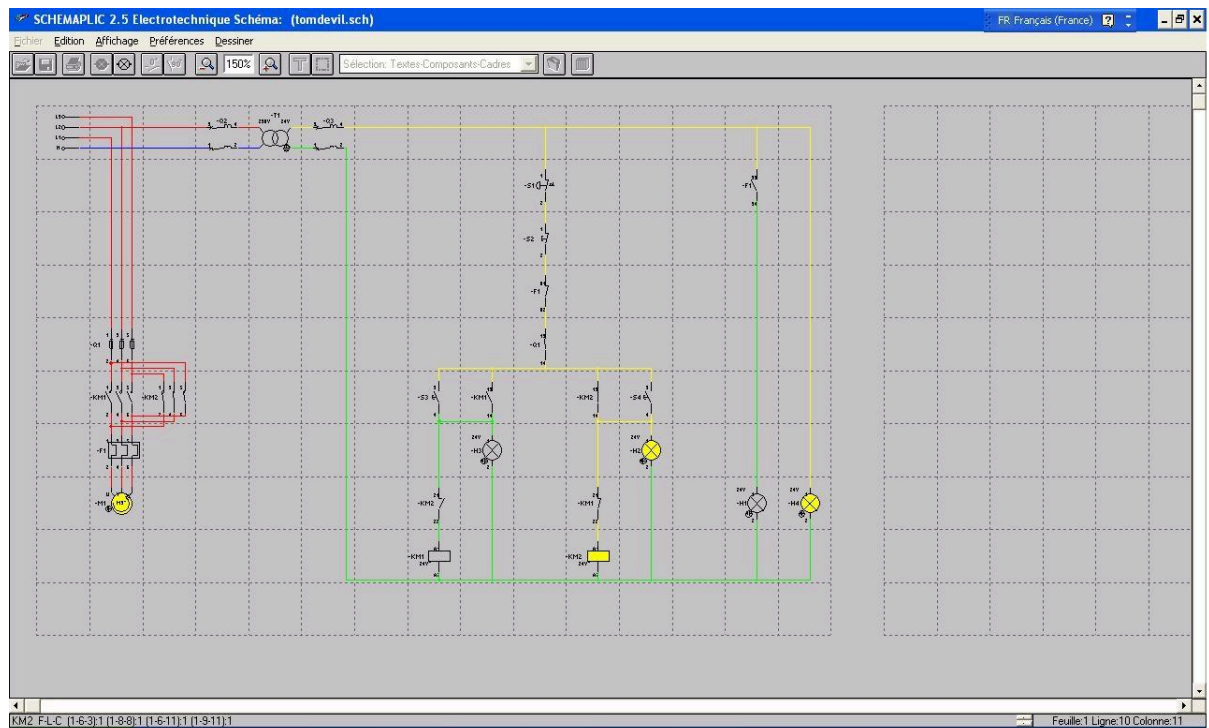 SCHEMAPLIC 2.5 Electrotechnique Schéma: (tomdevil.sch)
FR Français (France)
Fichier Edition Affichage Préférences Dessiner
150%
Sélection: Textes-Composants-Cadres
L3
L2
L1
N
-Q2
230V
-T1
24V
-Q3
-S1
-F1
-S2
-F1
-Q1
-Q1
-KM1
-KM2
-S3
-KM1
-KM2
-S4
-F1
24V
-H3
24V
-H2
-M1
-KM2
-KM1
24V
-H1
24V
-H4
-KM1
24V
-KM2
24V
KM2 F-L-C (1-6-3):1 (1-8-8):1 (1-6-11):1 (1-9-11):1
Feuille:1 Ligne:10 Colonne:11